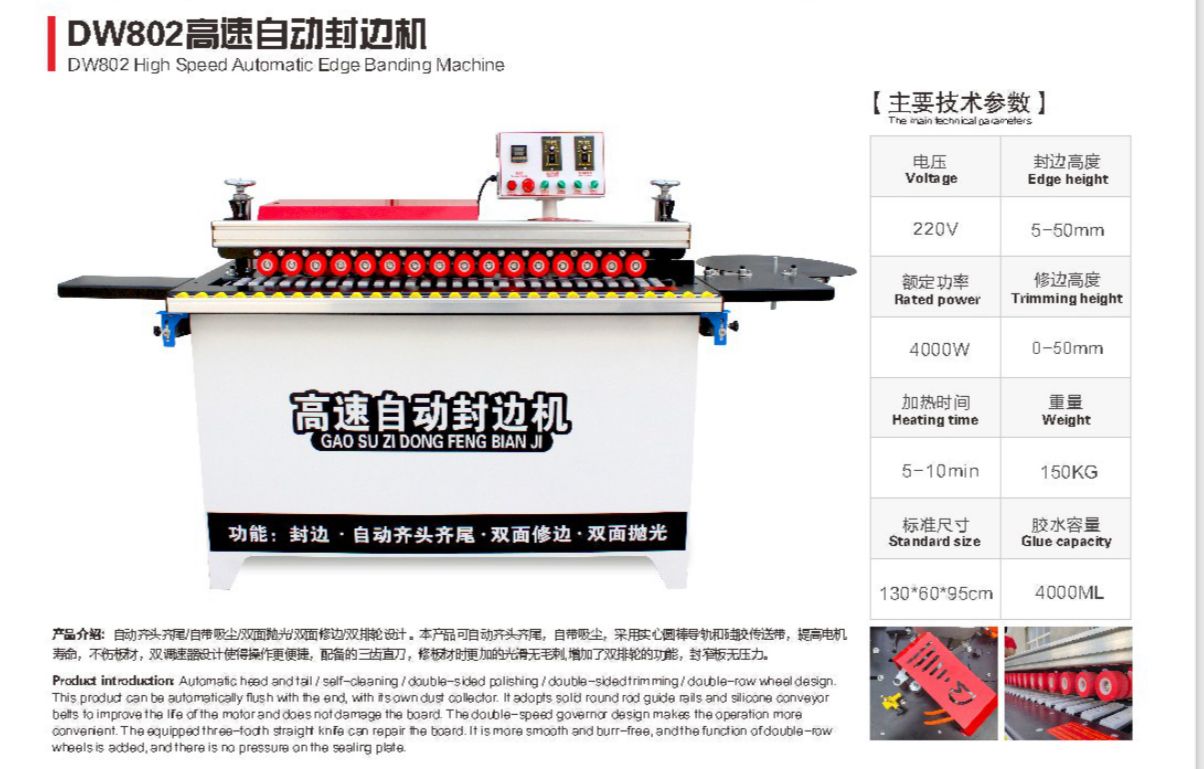 DW802高速自动封边机
DW802 High Speed Automatic Edge Banding Machine
【主要技术参数】
The main technical parameters
电压 封边高度
Voltage Edge height
220V 5-50mm
额定功率 修边高度
Rated power Trimming height
4000W 0-50mm
加热时间 重量
Heating time Weight
5-10min 150KG
标准尺寸 胶水容量
Standard size Glue capacity
130*60*95cm 4000ML
高速自动封边机
GAO SU ZI DONG FENG BIAN JI
功能：封边·自动齐头齐尾·双面修边·双面抛光
产品介绍：自动齐头齐尾/自带吸尘/双面抛光/双面修边/双排轮设计。本产品可自动齐头齐尾，自带吸尘，采用实心圆棒导轨和硅胶传送带，提高电机
寿命，不伤板材，双调速器设计使得操作更便捷，配备的三齿直刀，修板材时更加的光滑无毛刺,增加了双排轮的功能，封窄板无压力。
Product introduction: Automatic head and tail / self-cleaning / double-sided polishing / double-sided trimming / double-row wheel design.
This product can be automatically flush with the end, with its own dust collector. It adopts solid round rod guide rails and silicone conveyor
belts to improve the life of the motor and does not damage the board. The double-speed governor design makes the operation more
convenient. The equipped three-tooth straight knife can repair the board. It is more smooth and burr-free, and the function of double-row
wheels is added, and there is no pressure on the sealing plate.